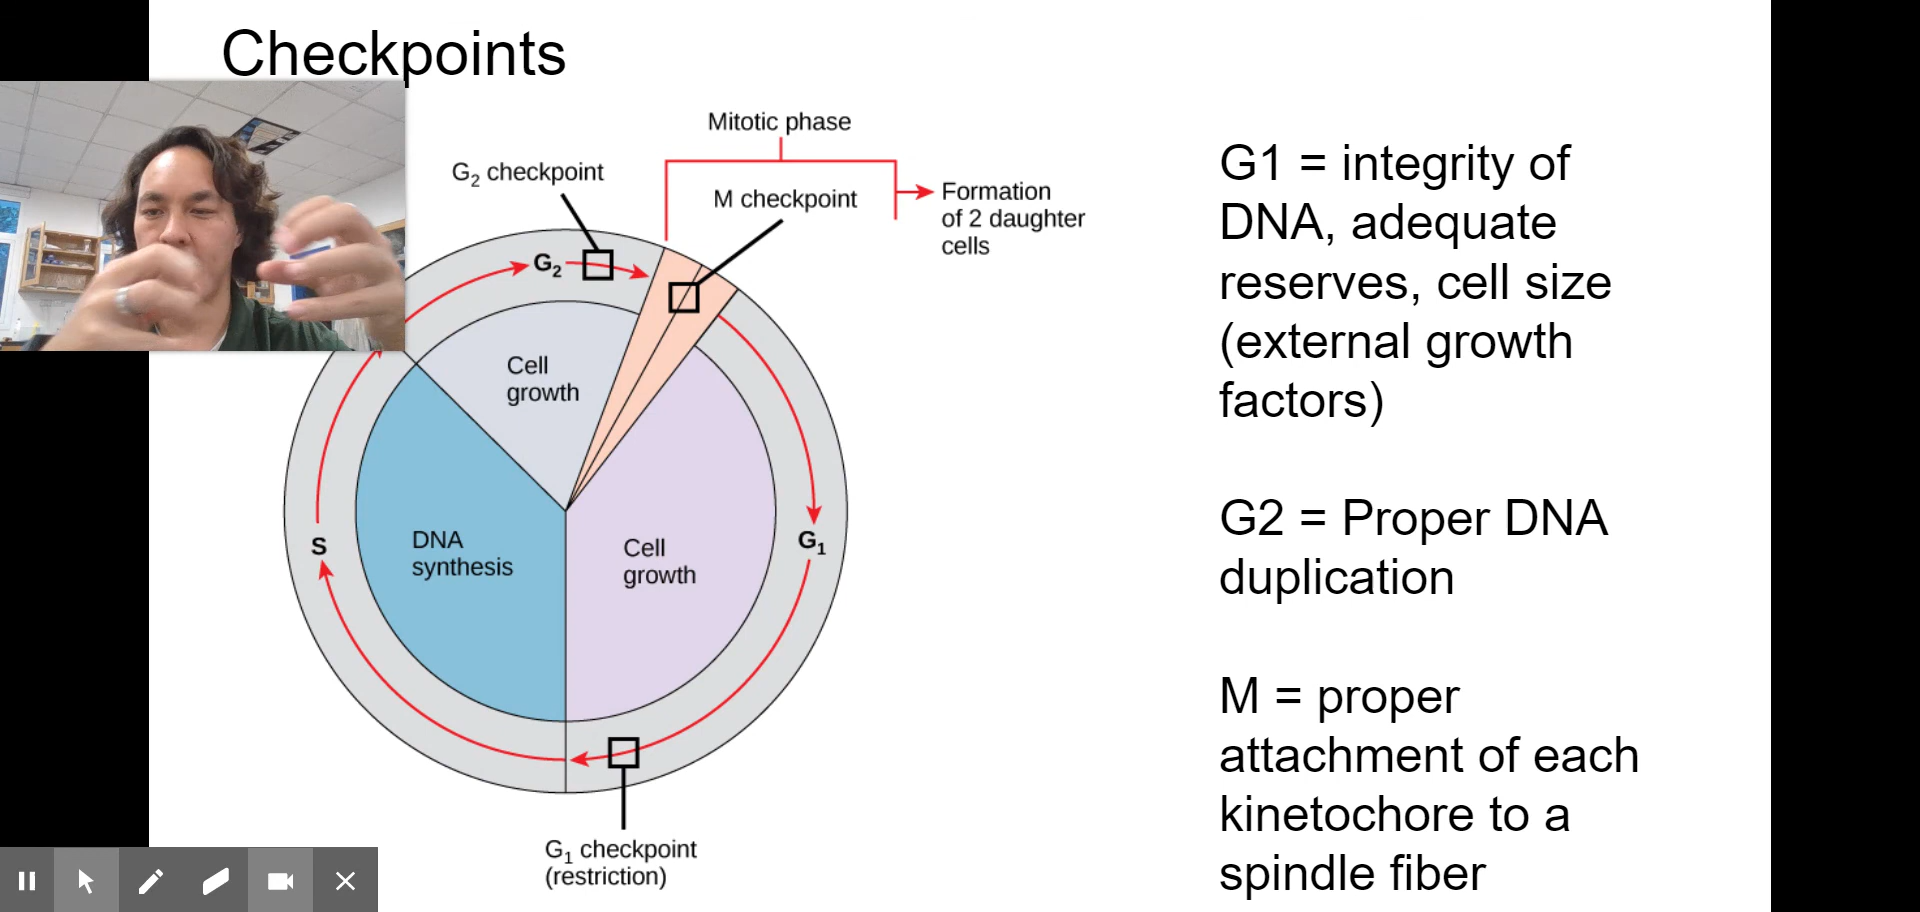 Checkpoints
Mitotic phase
G₂ checkpoint
M checkpoint
Formation
of 2 daughter
cells
G₂
Cell
growth
S
DNA
synthesis
Cell
growth
G₁
G₁ checkpoint
(restriction)
G1 = integrity of
DNA, adequate
reserves, cell size
(external growth
factors)
G2 = Proper DNA
duplication
M = proper
attachment of each
kinetochore to a
spindle fiber